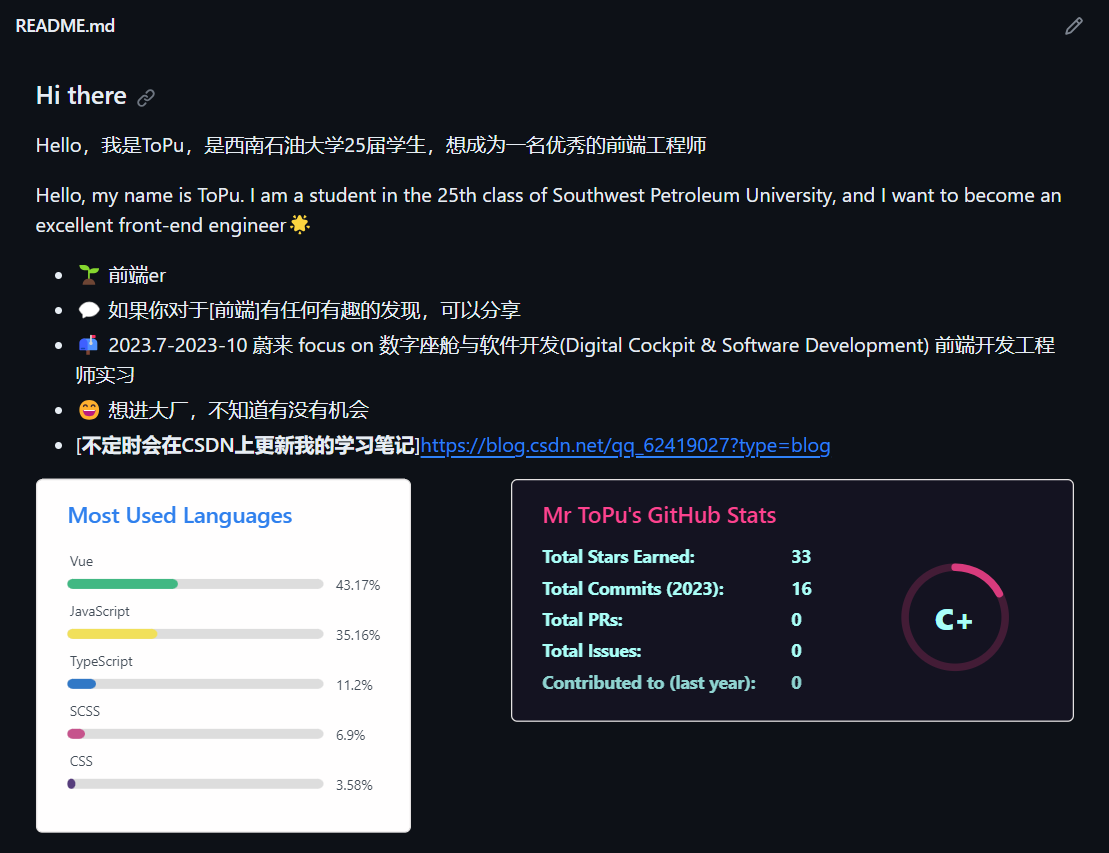 README.md
Hi there
Hello，我是ToPu，是西南石油大学25届学生，想成为一名优秀的前端工程师
Hello, my name is ToPu. I am a student in the 25th class of Southwest Petroleum University, and I want to become an
excellent front-end engineer🌟
🌱 前端er
💬 如果你对于[前端]有任何有趣的发现，可以分享
📫 2023.7-2023-10 蔚来 focus on 数字座舱与软件开发(Digital Cockpit & Software Development) 前端开发工程
师实习
😄 想进大厂，不知道有没有机会
[不定时会在CSDN上更新我的学习笔记]https://blog.csdn.net/qq_62419027?type=blog
Most Used Languages
Vue
43.17%
JavaScript
35.16%
TypeScript
11.2%
SCSS
6.9%
CSS
3.58%
Mr ToPu's GitHub Stats
Total Stars Earned: 33
Total Commits (2023): 16
Total PRs: 0
Total Issues: 0
Contributed to (last year): 0
C+